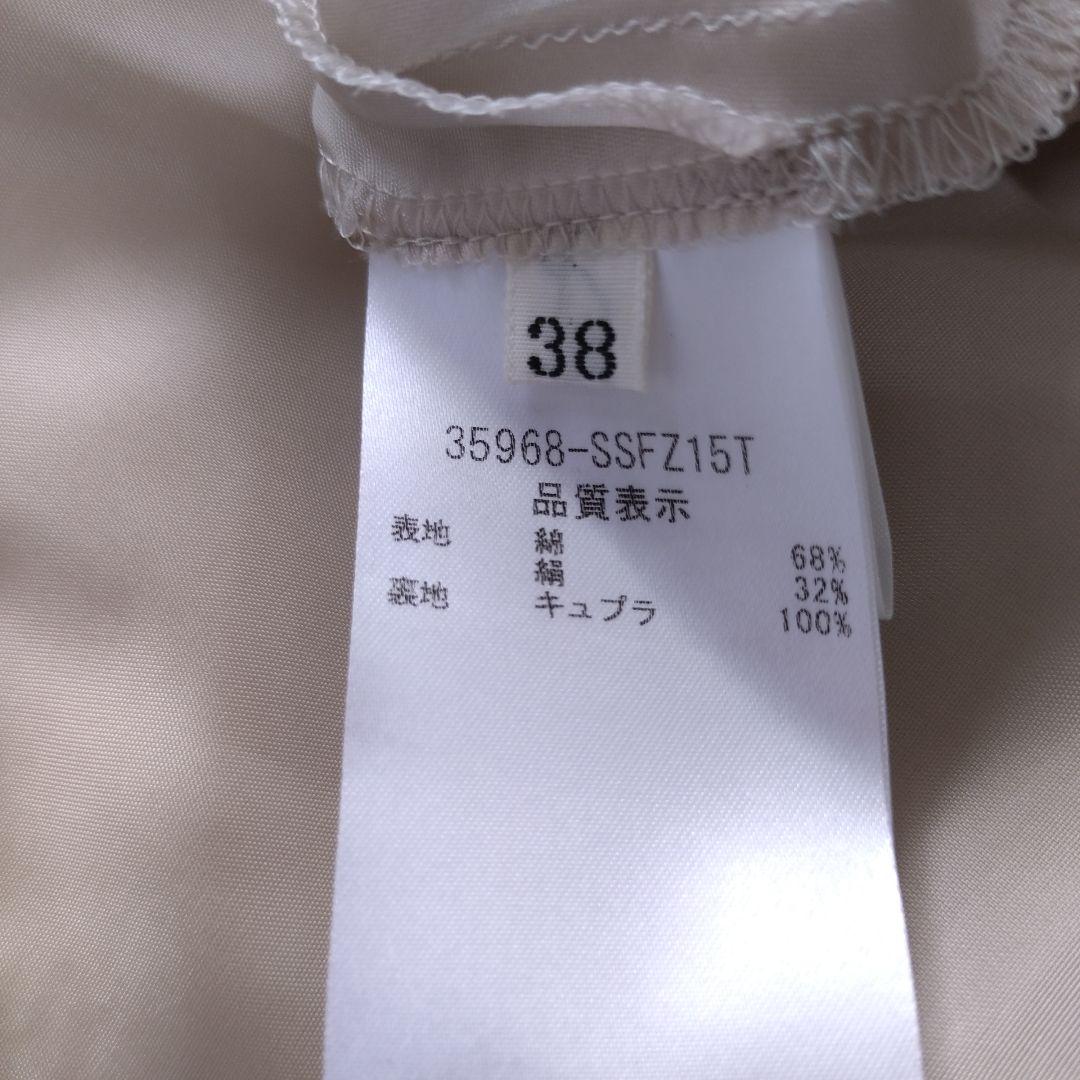 38
35968-SSFZ15T
品質表示
表地 綿 68%
絹 32%
裏地 キュプラ 100%